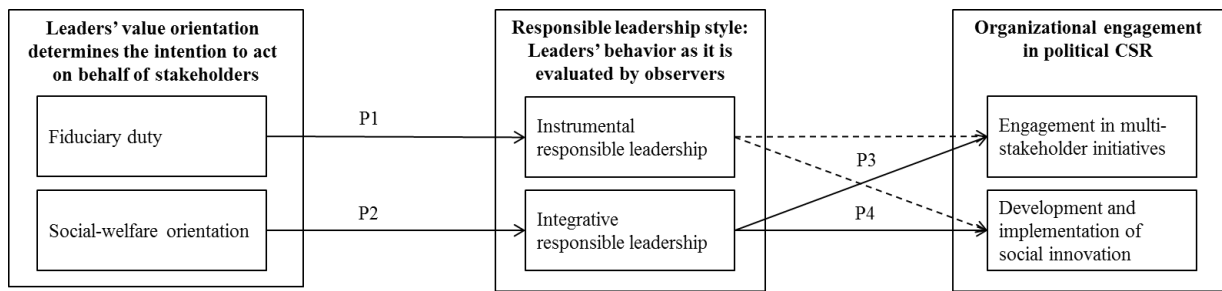 Leaders' value orientation
determines the intention to act
on behalf of stakeholders
Fiduciary duty
Social-welfare orientation
P1
P2
Responsible leadership style:
Leaders' behavior as it is
evaluated by observers
Instrumental
responsible leadership
Integrative
responsible leadership
P3
P4
Organizational engagement
in political CSR
Engagement in multi-
stakeholder initiatives
Development and
implementation of
social innovation